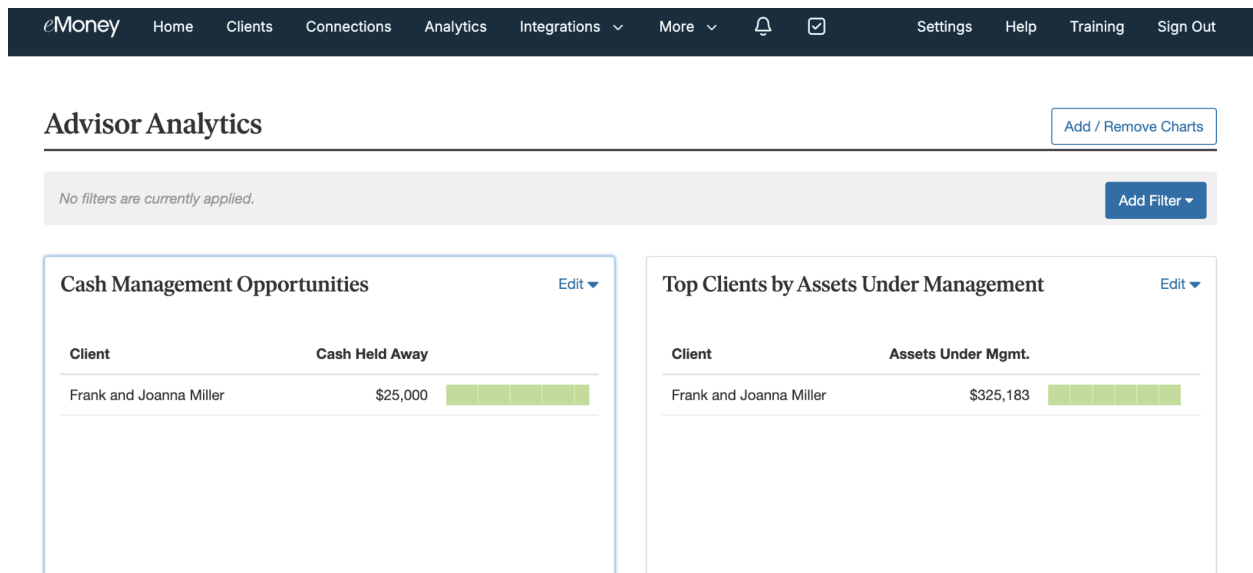 eMoney Home Clients Connections Analytics Integrations More Settings Help Training Sign Out
Advisor Analytics
Add / Remove Charts
No filters are currently applied.
Add Filter
Cash Management Opportunities
Edit
Client Cash Held Away
Frank and Joanna Miller $25,000
Top Clients by Assets Under Management
Edit
Client Assets Under Mgmt.
Frank and Joanna Miller $325,183